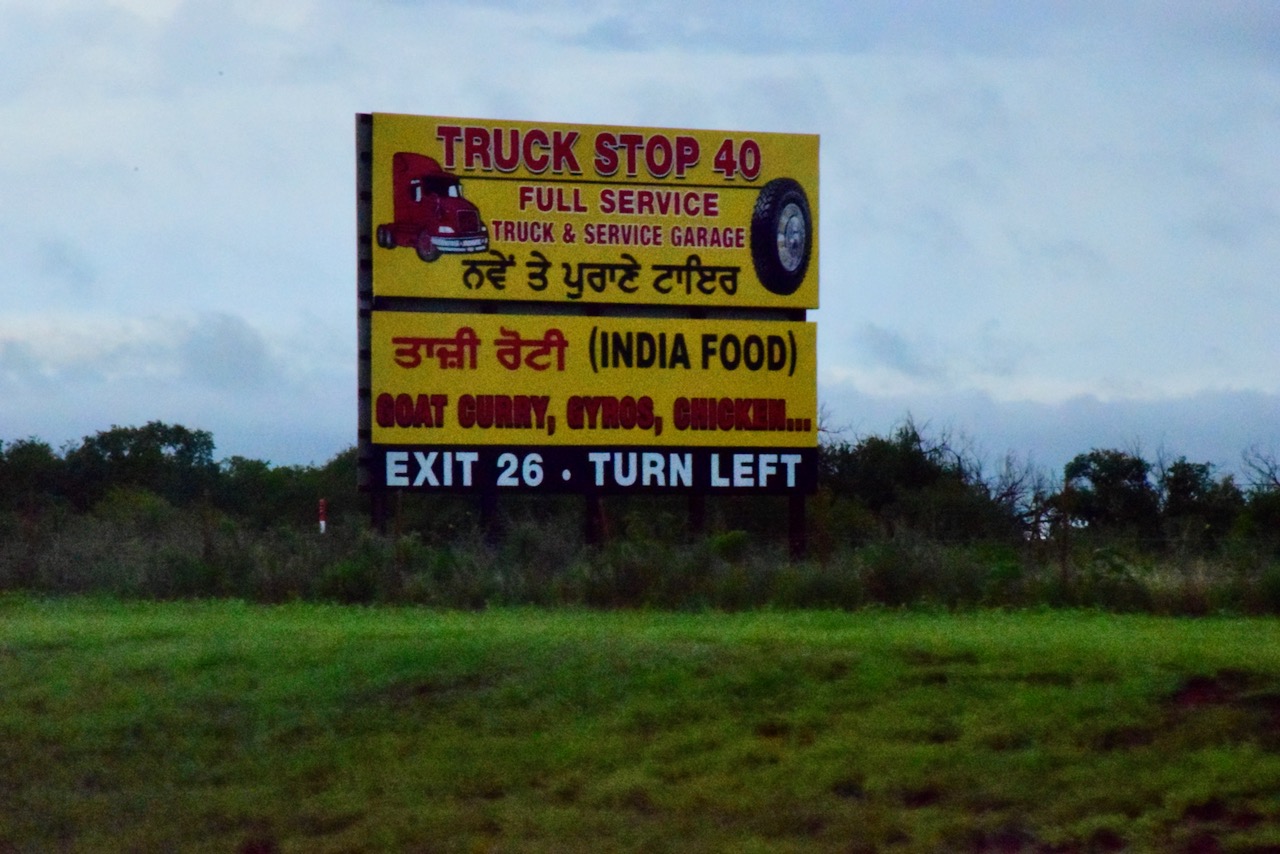 TRUCK STOP 40
FULL SERVICE
TRUCK & SERVICE GARAGE
ਨਵੇਂ ਤੇ ਪੁਰਾਣੇ ਟਾਇਰ
ਤਾਜ਼ੀ ਰੋਟੀ (INDIA FOOD)
GOAT CURRY, GYROS, CHICKEN...
EXIT 26 · TURN LEFT